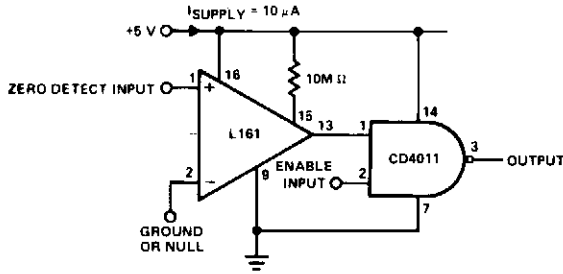 ISUPPLY = 10 μA
+5 V
16
10M Ω
ZERO DETECT INPUT
1
+
15
14
L161
13
1
3
CD4011
OUTPUT
ENABLE
INPUT
2
2
−
9
7
GROUND
OR NULL